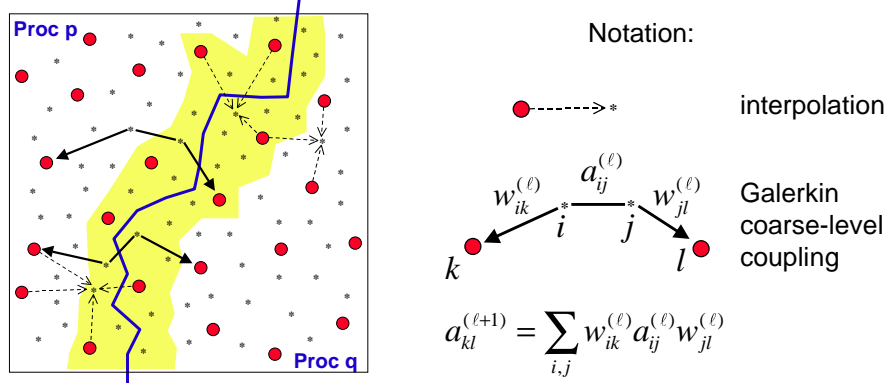 Proc p
Proc q
Notation:
interpolation
w_{ik}^{(ℓ)} a_{ij}^{(ℓ)} w_{jl}^{(ℓ)}
i j
k l
Galerkin
coarse-level
coupling
a_{kl}^{(ℓ+1)} = \sum_{i,j} w_{ik}^{(ℓ)} a_{ij}^{(ℓ)} w_{jl}^{(ℓ)}